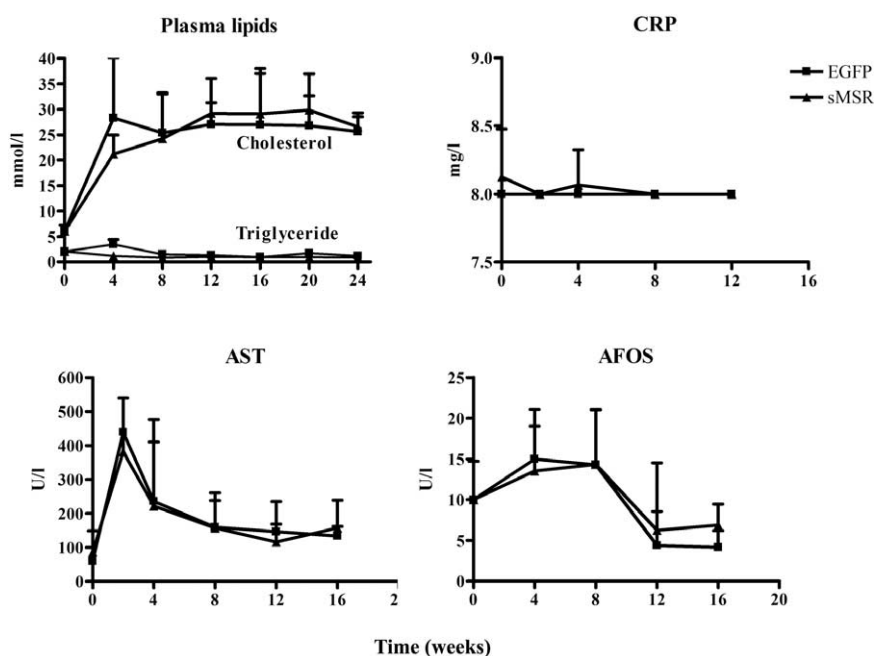 Plasma lipids
40
35
30
25
20
15
10
5
0
mmol/l
Cholesterol
Triglyceride
0 4 8 12 16 20 24
CRP
9.0
8.5
8.0
7.5
mg/l
0 4 8 12 16
EGFP
sMSR
AST
600
500
400
300
200
100
0
U/l
0 4 8 12 16 2
AFOS
25
20
15
10
5
0
U/l
0 4 8 12 16 20
Time (weeks)